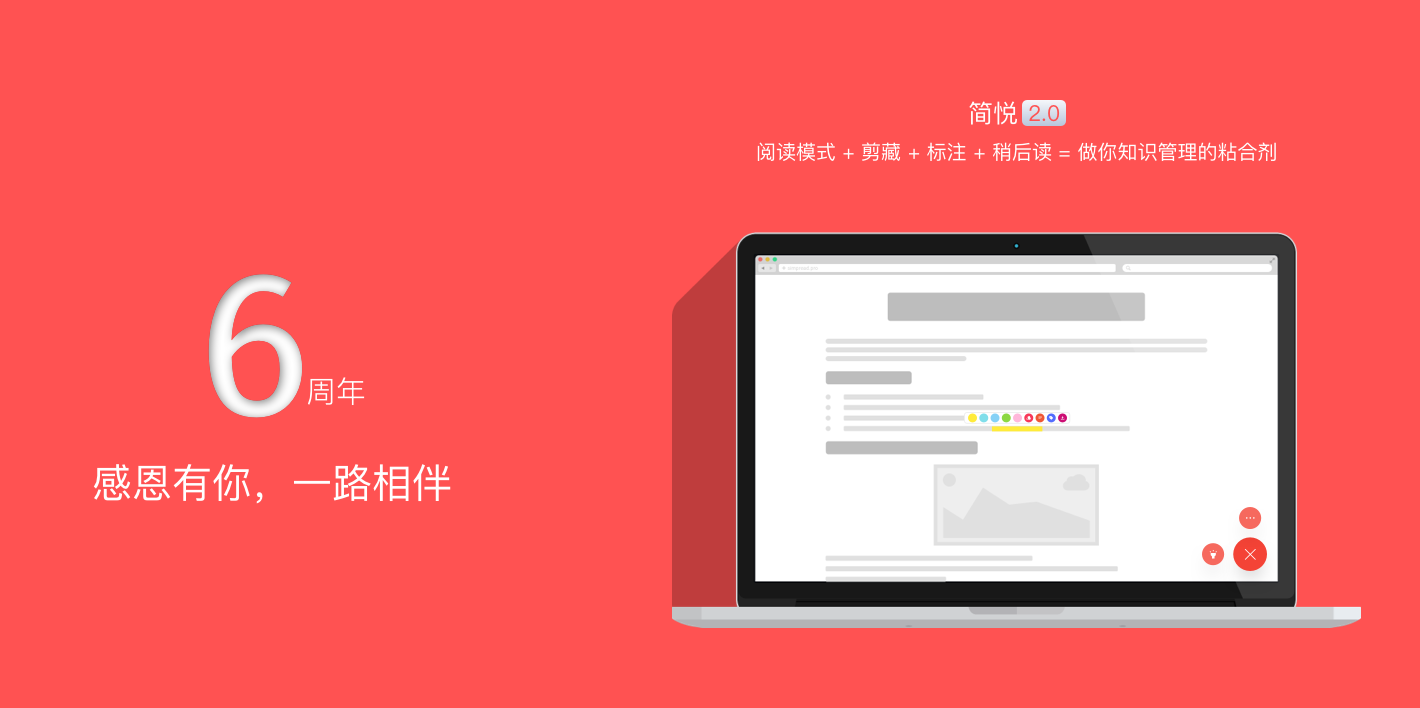 6 周年
感恩有你，一路相伴
简悦 2.0
阅读模式 + 剪藏 + 标注 + 稍后读 = 做你知识管理的粘合剂